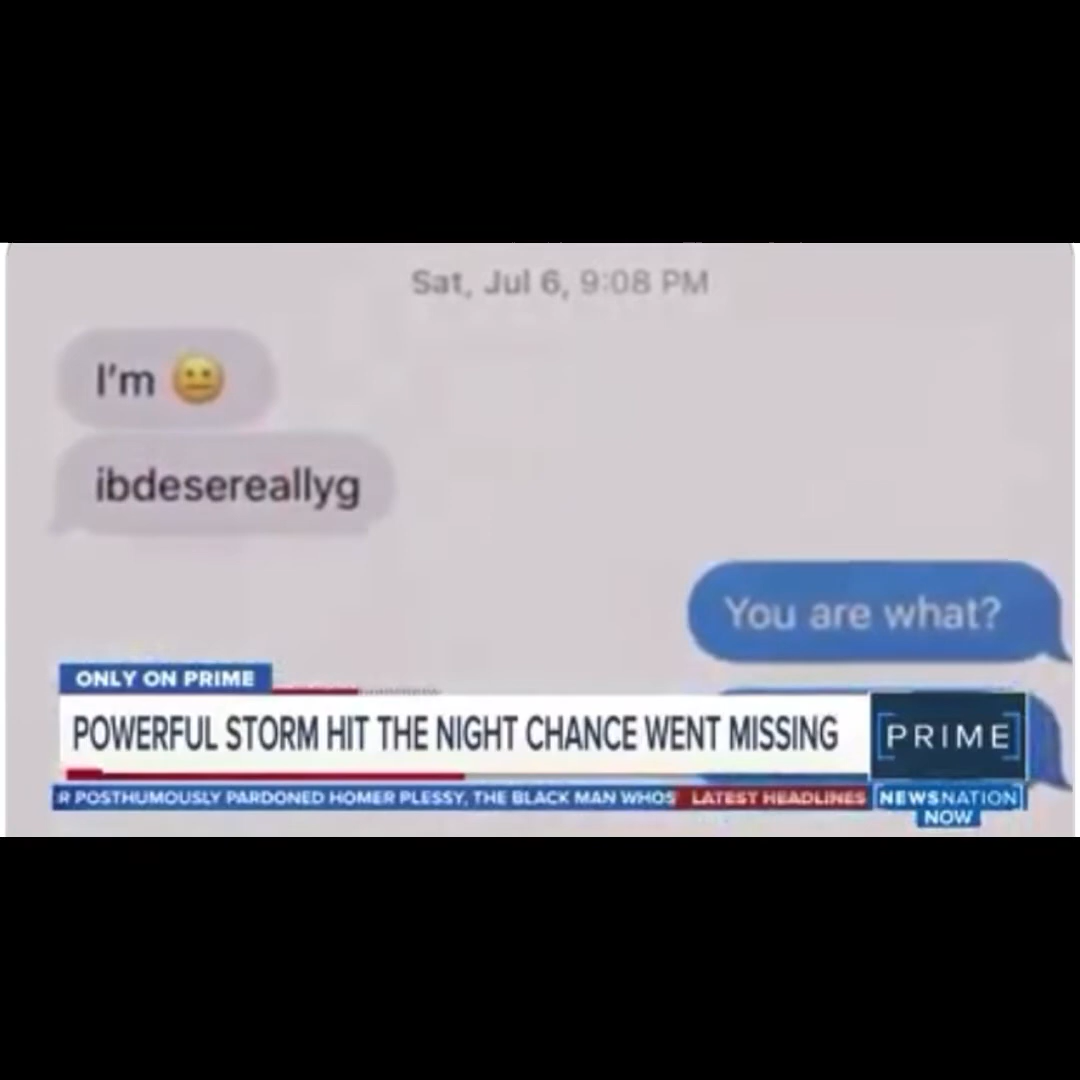 Sat, Jul 6, 9:08 PM
I'm 😐
ibdesereallyg
You are what?
ONLY ON PRIME
POWERFUL STORM HIT THE NIGHT CHANCE WENT MISSING
PRIME
R POSTHUMOUSLY PARDONED HOMER PLESSY, THE BLACK MAN WHOS
LATEST HEADLINES
NEWSNATION
NOW